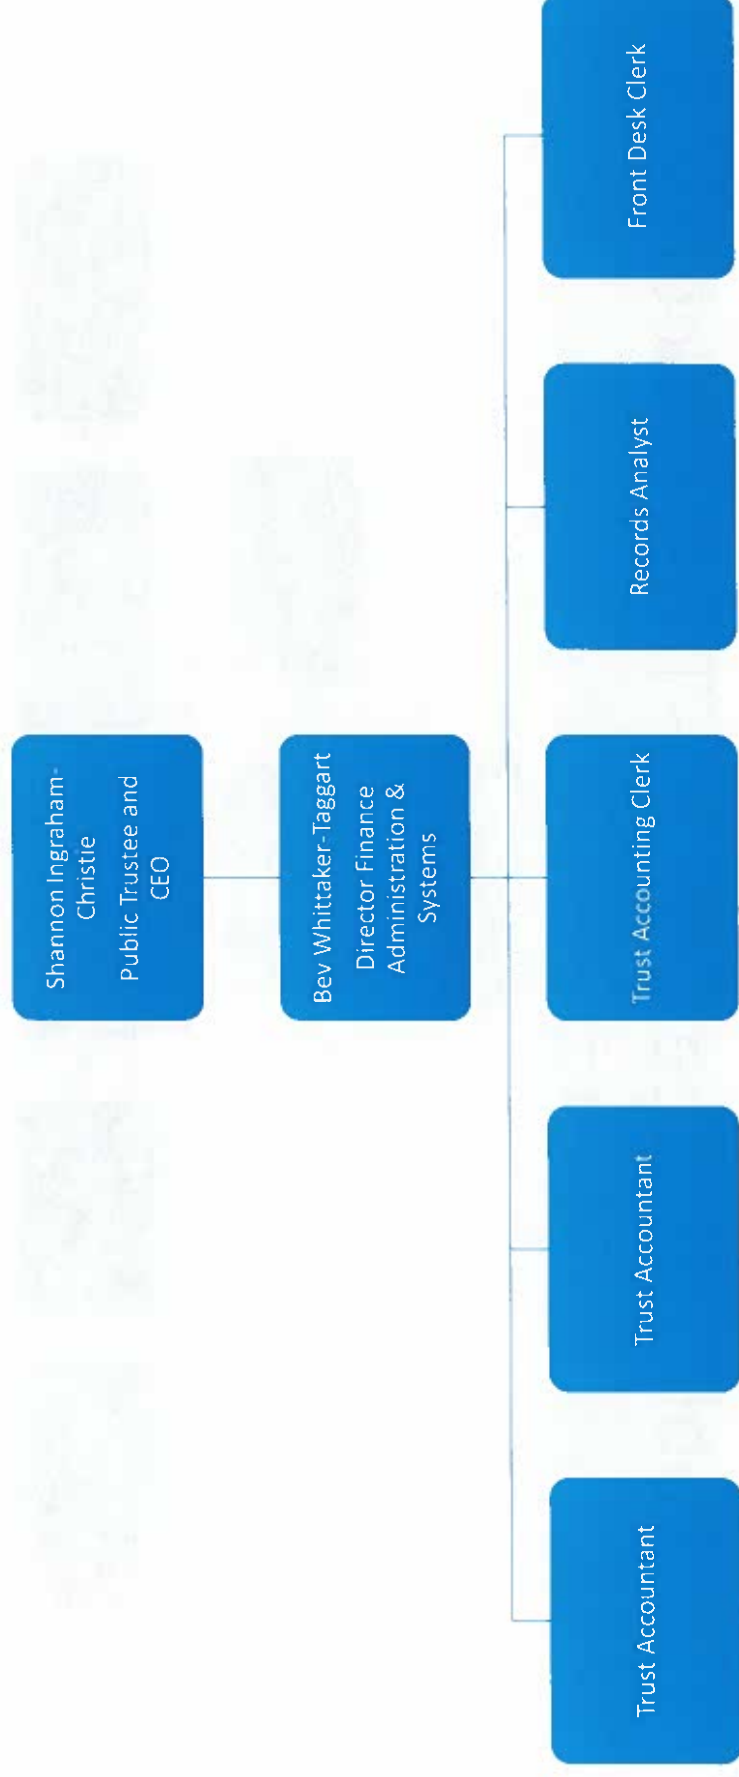 Shannon Ingraham-
Christie
Public Trustee and
CEO
Bev Whittaker-Taggart
Director Finance
Administration &
Systems
Trust Accountant
Trust Accountant
Trust Accounting Clerk
Records Analyst
Front Desk Clerk